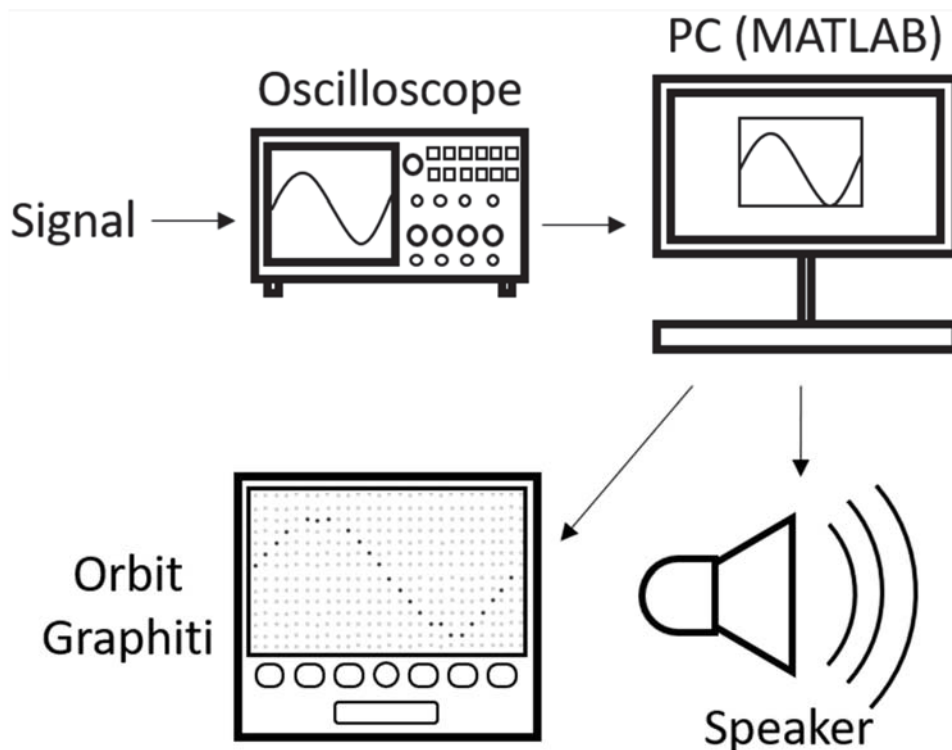 PC (MATLAB)
Oscilloscope
Signal
Orbit
Graphiti
Speaker